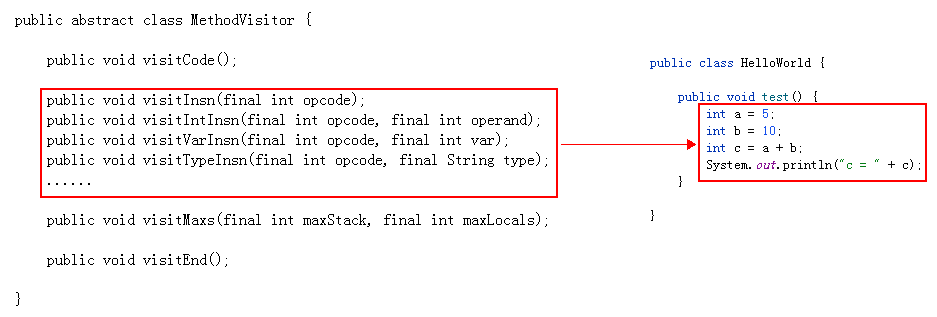 public abstract class MethodVisitor {
public void visitCode();
public void visitInsn(final int opcode);
public void visitIntInsn(final int opcode, final int operand);
public void visitVarInsn(final int opcode, final int var);
public void visitTypeInsn(final int opcode, final String type);
......
public void visitMaxs(final int maxStack, final int maxLocals);
public void visitEnd();
}
public class HelloWorld {
public void test() {
int a = 5;
int b = 10;
int c = a + b;
System.out.println("c = " + c);
}
}